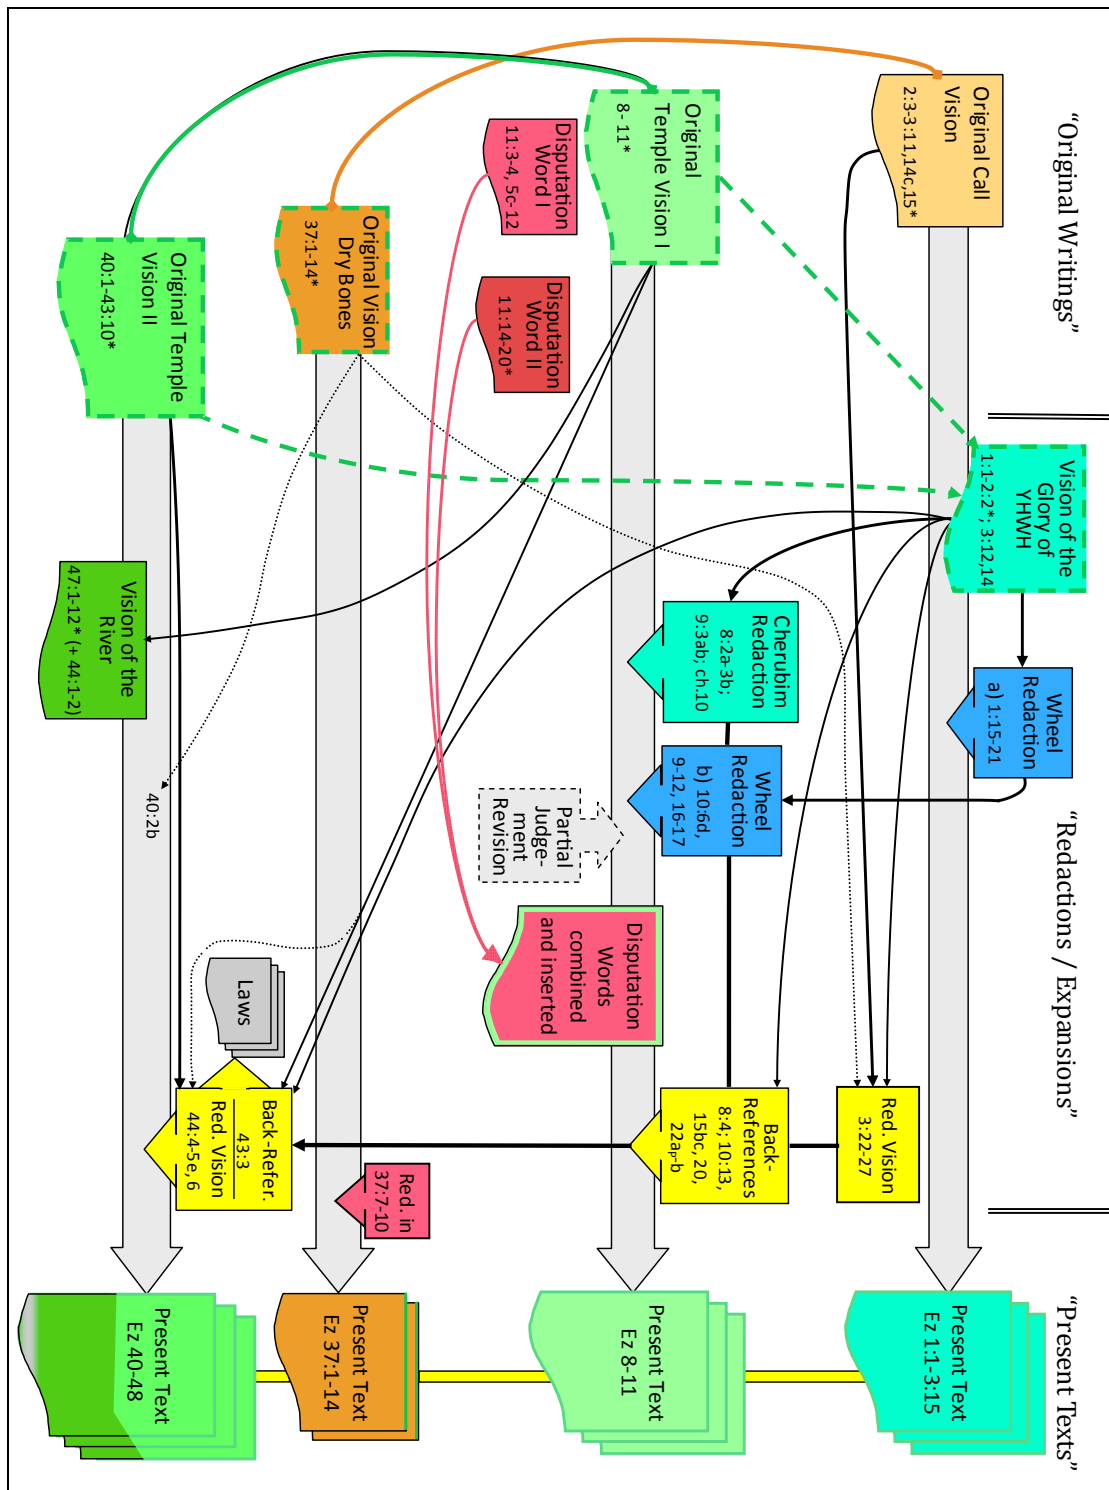 “Original Writings”
“Redactions / Expansions”
“Present Texts”
Original Call
Vision
2:3-3:11,14c,15*
Vision of the
Glory of
YHWH
1:1-2:2*; 3:12,14
Wheel
Redaction
a) 1:15-21
Red. Vision
3:22-27
Present Text
Ez 1:1-3:15
Original
Temple Vision I
8- 11*
Cherubim
Redaction
8:2a-3b;
9:3ab; ch.10
Wheel
Redaction
b) 10:6d,
9-12, 16-17
Back-
References
8:4; 10:13,
15bc, 20,
22aₚ-b
Present Text
Ez 8-11
Disputation
Word I
11:3-4, 5c-12
Disputation
Word II
11:14-20*
Partial
Judge-
ment
Revision
Disputation
Words
combined
and inserted
Original Vision
Dry Bones
37:1-14*
Red. in
37:7-10
Present Text
Ez 37:1-14
Original Temple
Vision II
40:1-43:10*
Vision of the
River
47:1-12* (+ 44:1-2)
40:2b
Laws
Back-Refer.
43:3
Red. Vision
44:4-5e, 6
Present Text
Ez 40-48